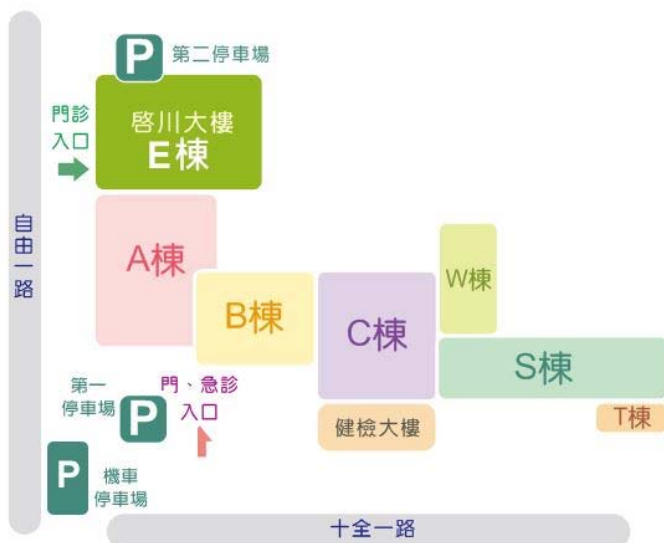 P
第二停車場
門診
入口
啓川大樓
E棟
自由一路
A棟
B棟
C棟
W棟
S棟
T棟
健檢大樓
第一
停車場
P
門、急診
入口
P
機車
停車場
十全一路